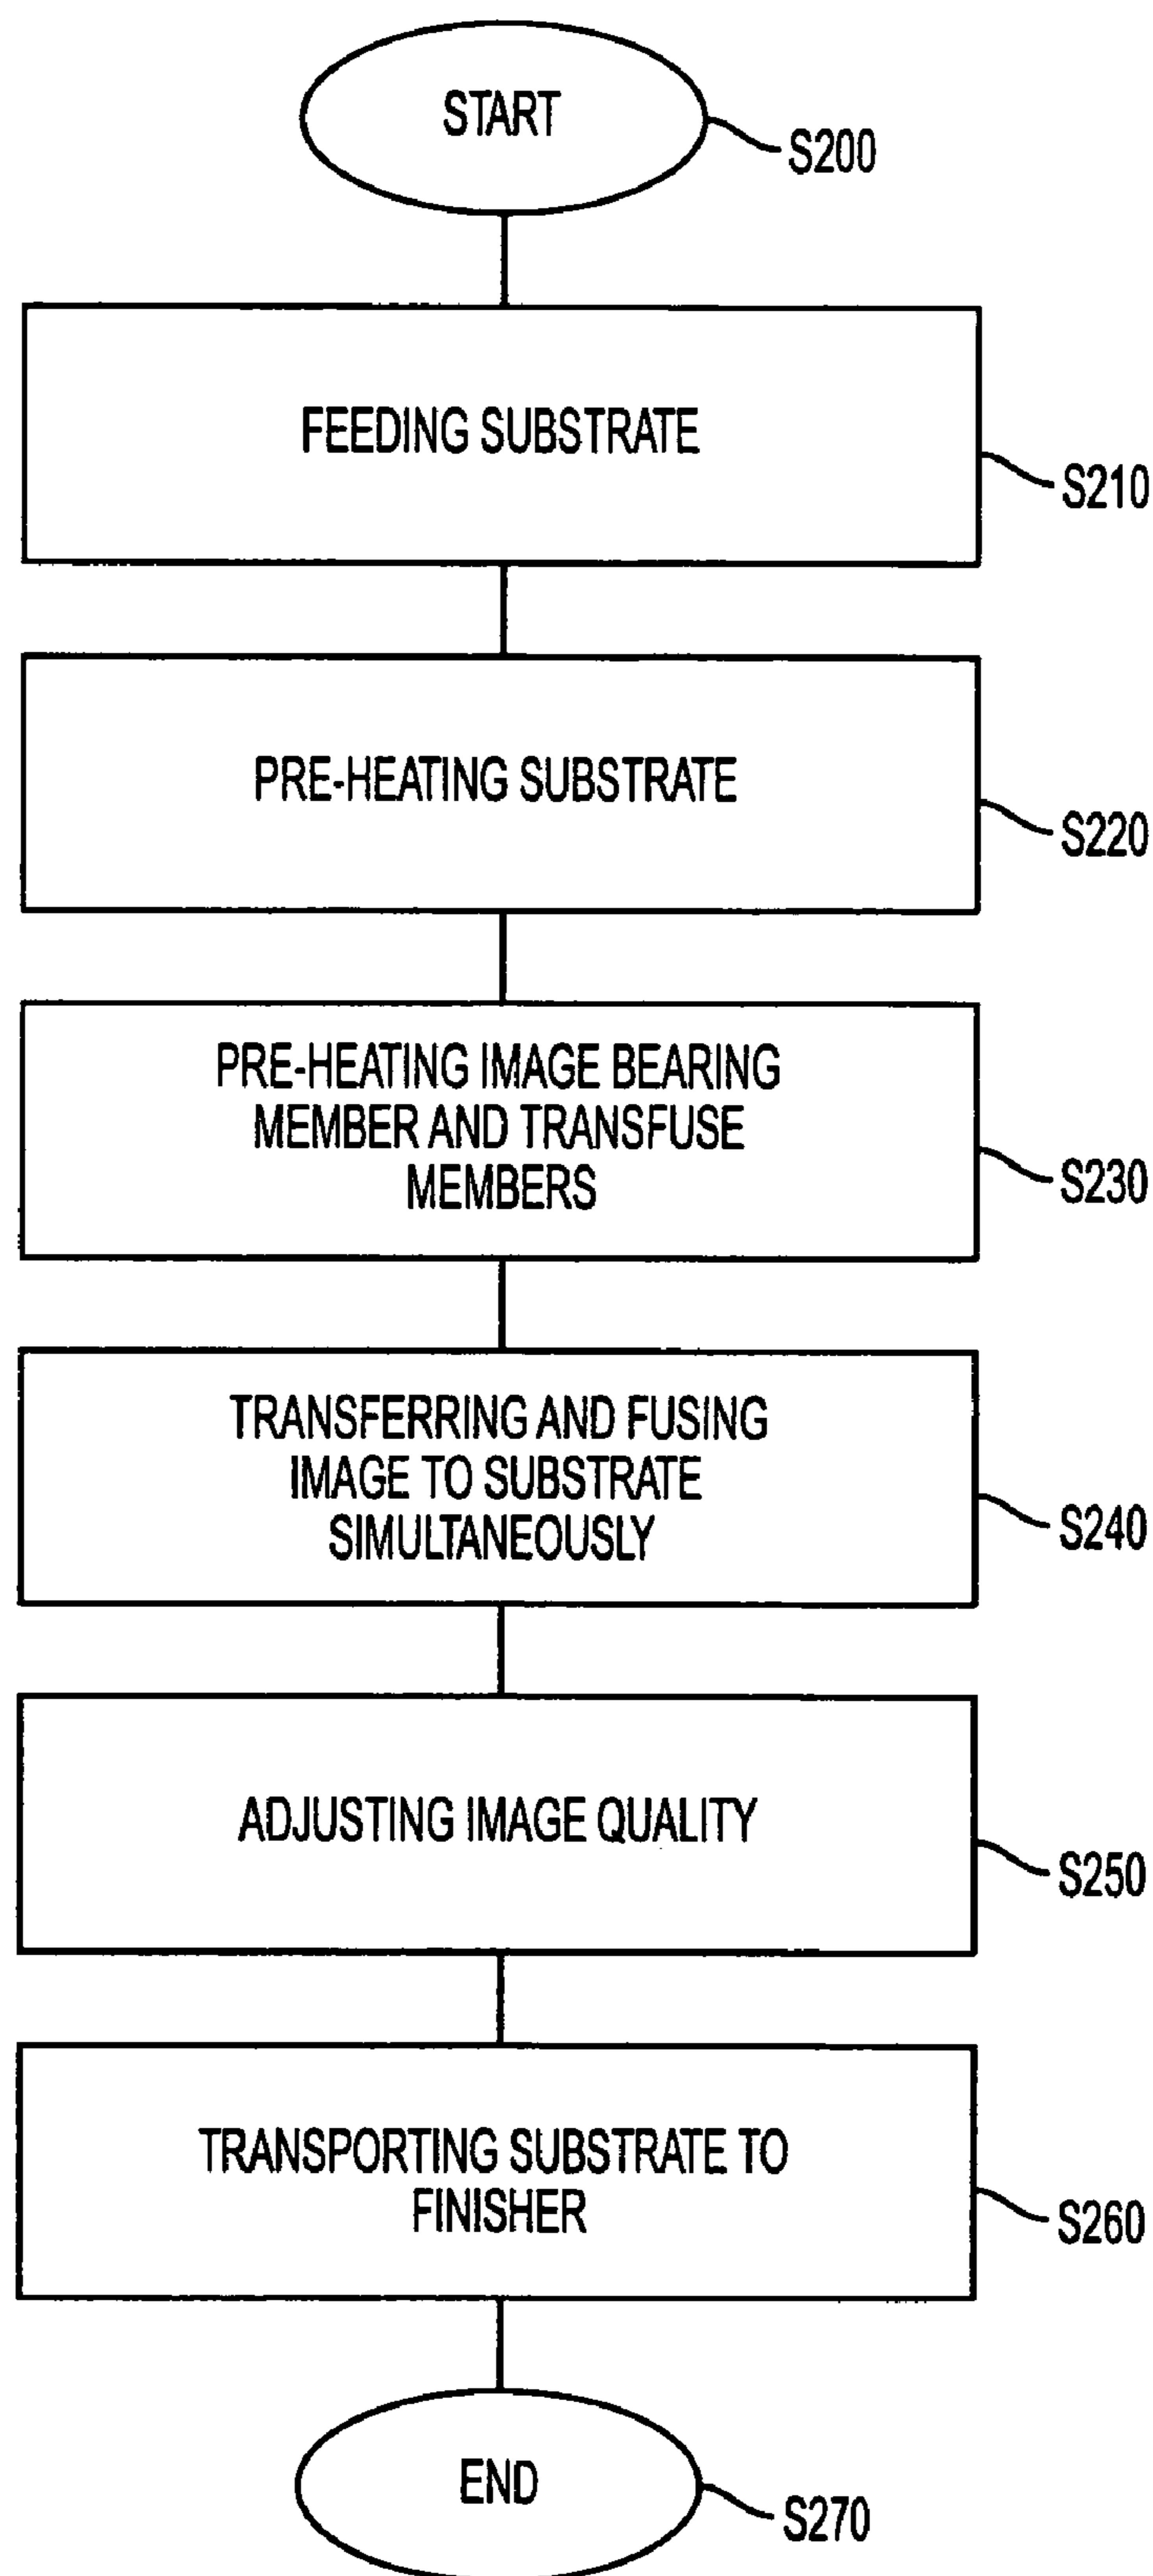 START
S200
FEEDING SUBSTRATE
S210
PRE-HEATING SUBSTRATE
S220
PRE-HEATING IMAGE BEARING
MEMBER AND TRANSFUSE
MEMBERS
S230
TRANSFERRING AND FUSING
IMAGE TO SUBSTRATE
SIMULTANEOUSLY
S240
ADJUSTING IMAGE QUALITY
S250
TRANSPORTING SUBSTRATE TO
FINISHER
S260
END
S270